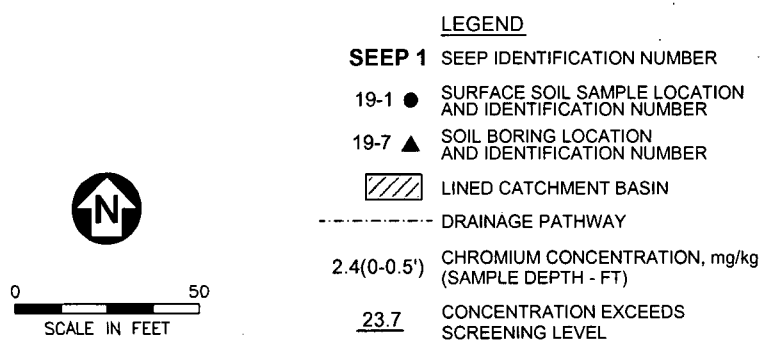 LEGEND
SEEP 1 SEEP IDENTIFICATION NUMBER
19-1 SURFACE SOIL SAMPLE LOCATION
AND IDENTIFICATION NUMBER
19-7 SOIL BORING LOCATION
AND IDENTIFICATION NUMBER
LINED CATCHMENT BASIN
DRAINAGE PATHWAY
2.4(0-0.5') CHROMIUM CONCENTRATION, mg/kg
(SAMPLE DEPTH - FT)
23.7 CONCENTRATION EXCEEDS
SCREENING LEVEL
N
0 50
SCALE IN FEET